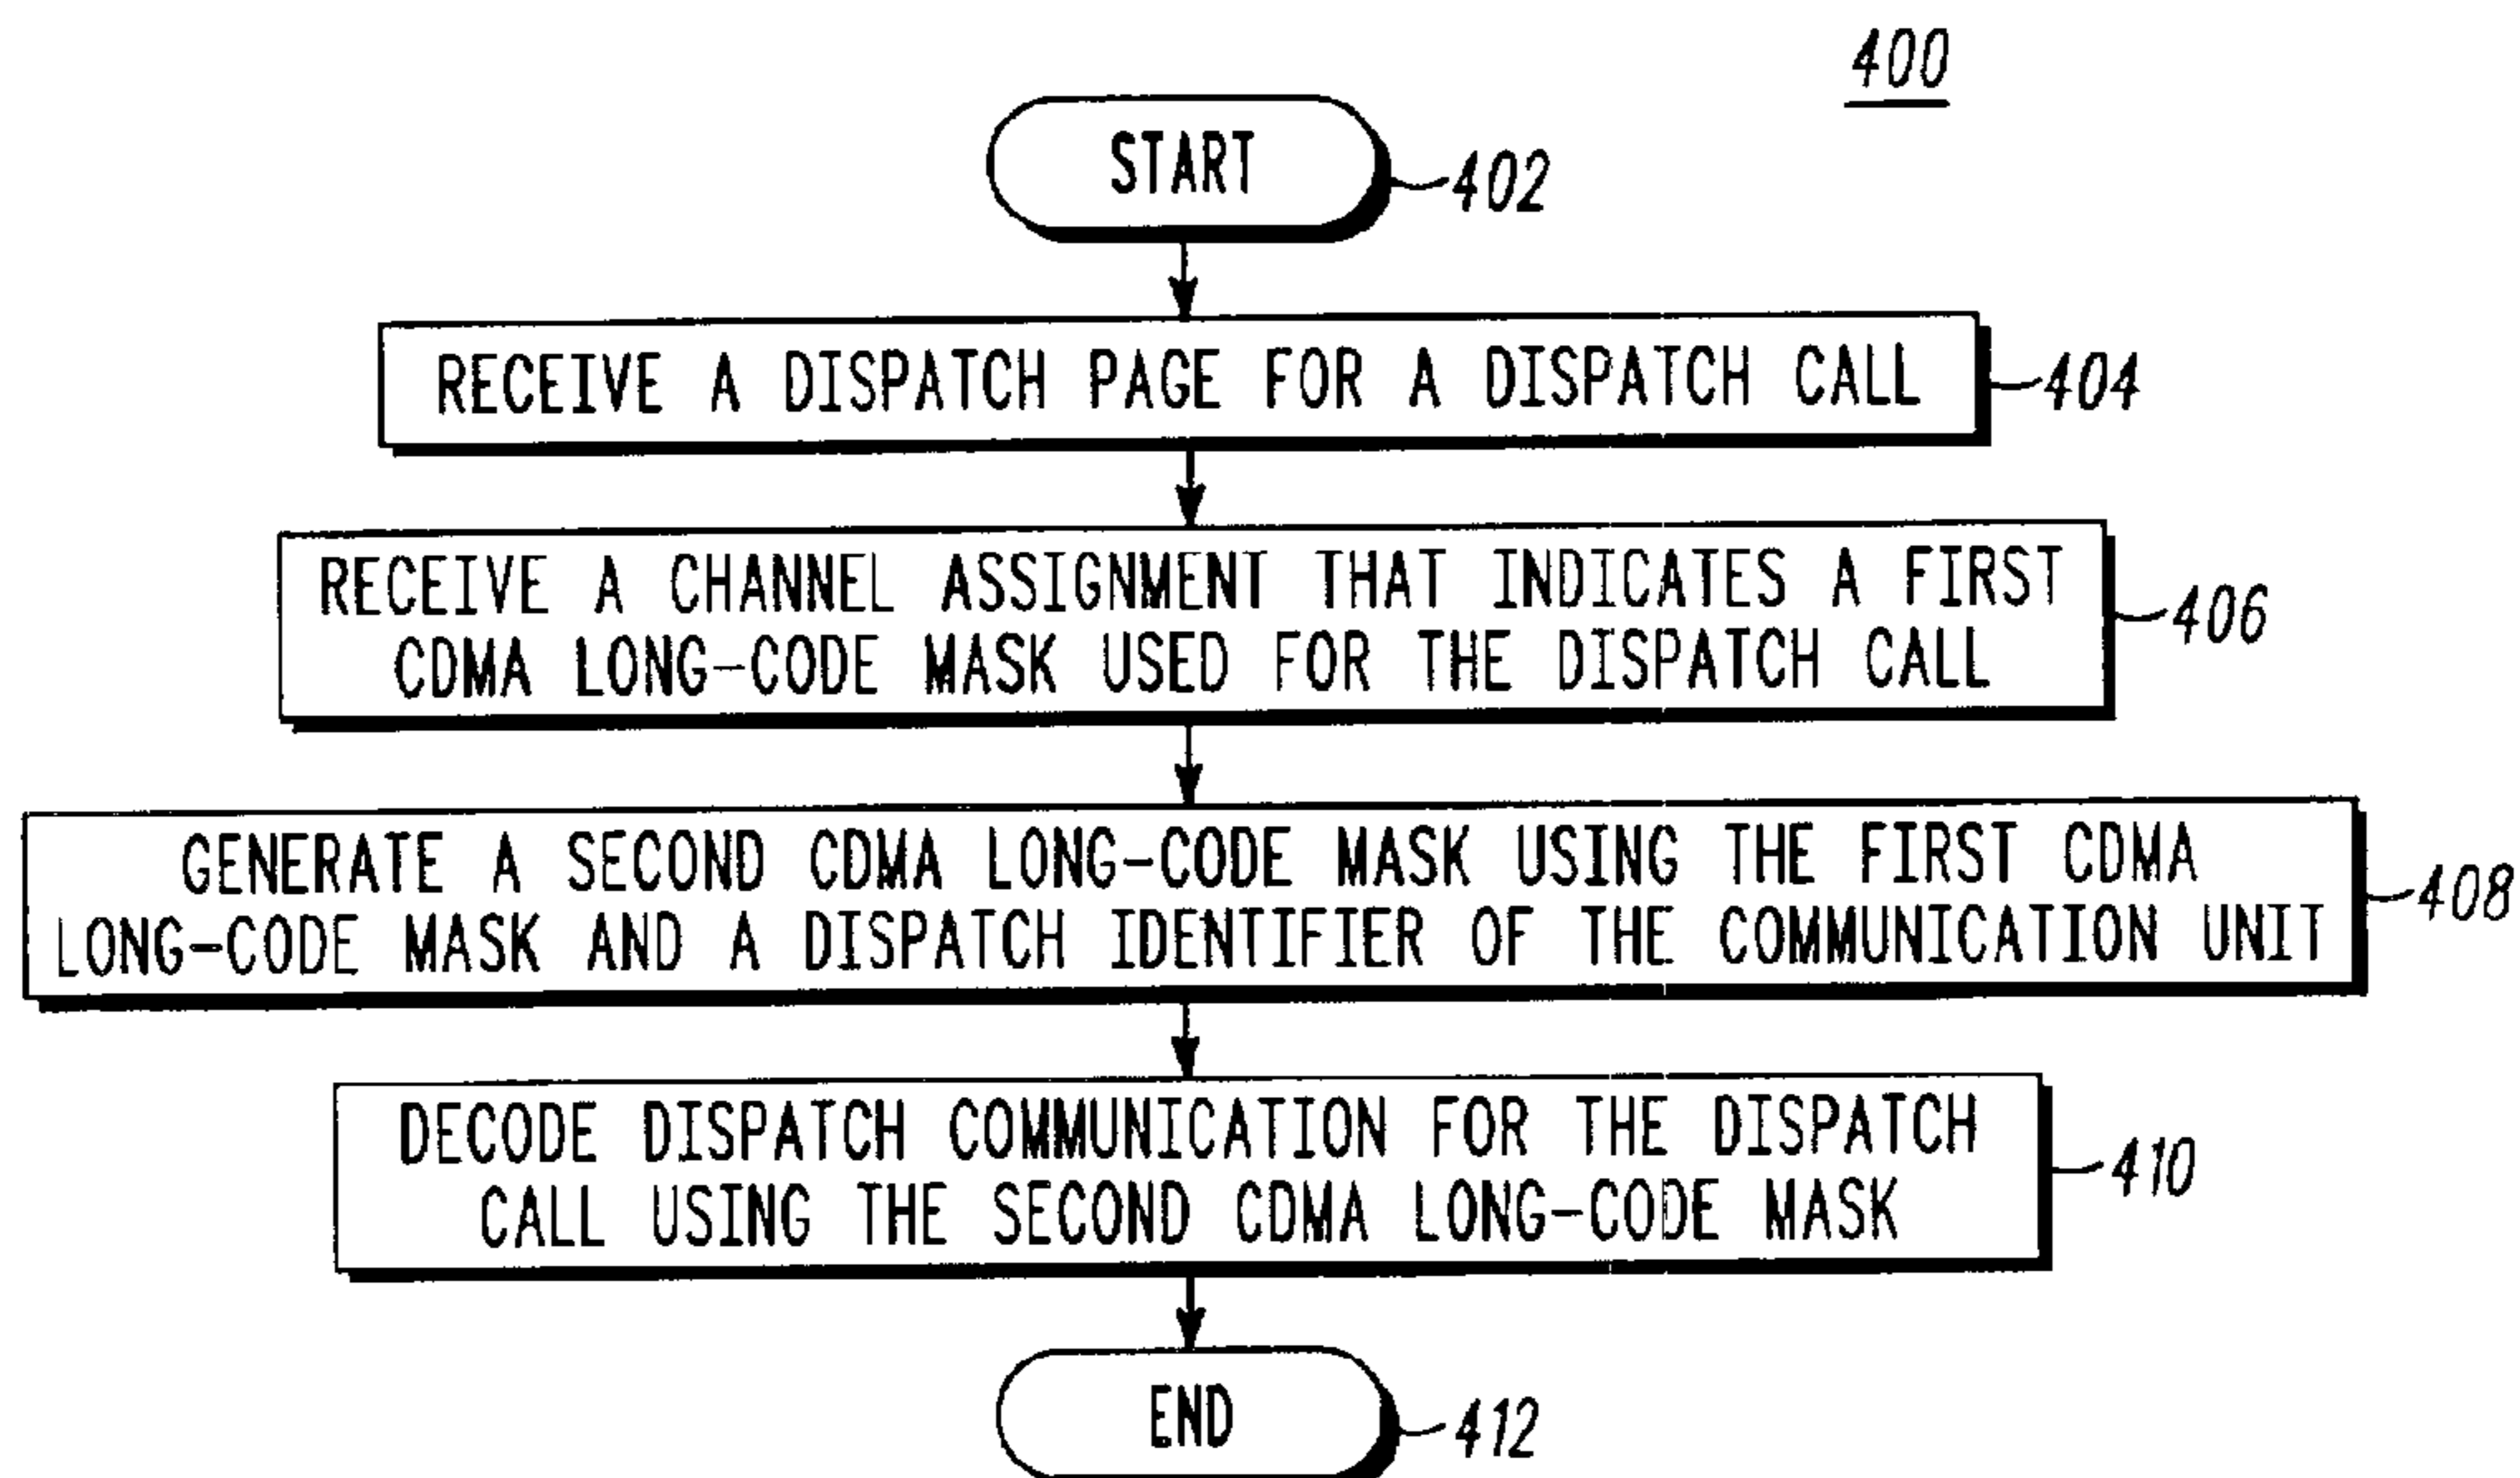 400
START
402
RECEIVE A DISPATCH PAGE FOR A DISPATCH CALL
404
RECEIVE A CHANNEL ASSIGNMENT THAT INDICATES A FIRST
CDMA LONG-CODE MASK USED FOR THE DISPATCH CALL
406
GENERATE A SECOND CDMA LONG-CODE MASK USING THE FIRST CDMA
LONG-CODE MASK AND A DISPATCH IDENTIFIER OF THE COMMUNICATION UNIT
408
DECODE DISPATCH COMMUNICATION FOR THE DISPATCH
CALL USING THE SECOND CDMA LONG-CODE MASK
410
END
412